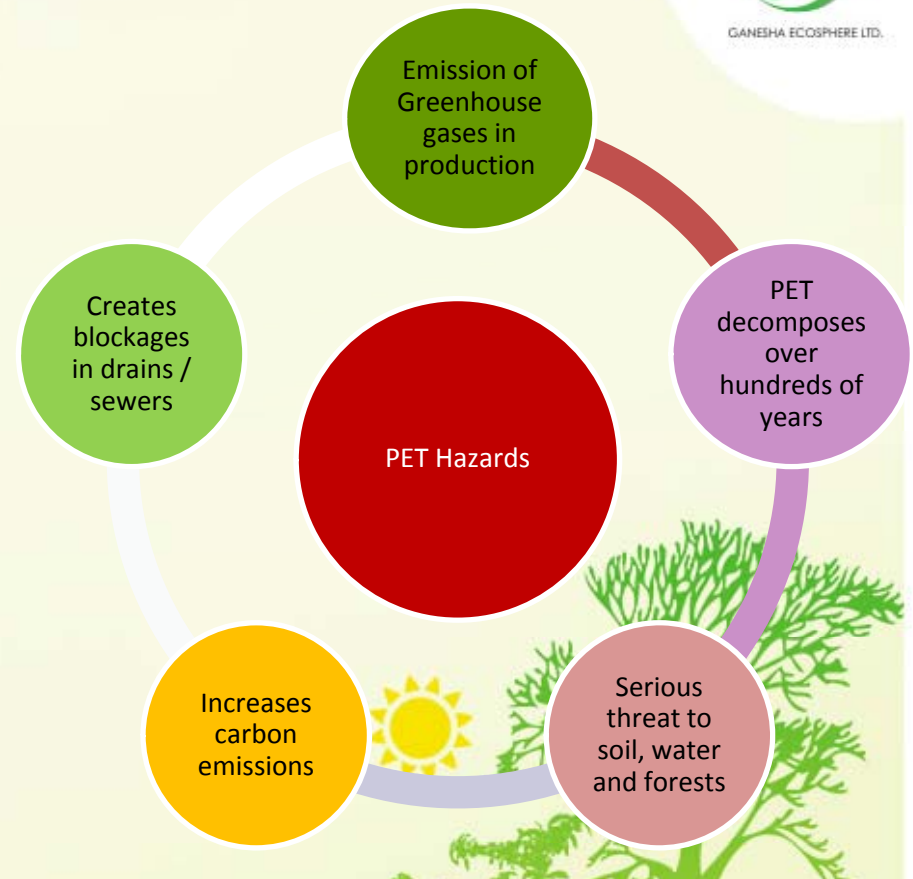 GANESHA ECOSPHERE LTD.
Emission of
Greenhouse
gases in
production
PET
decomposes
over
hundreds of
years
Serious
threat to
soil, water
and forests
Increases
carbon
emissions
Creates
blockages
in drains /
sewers
PET Hazards